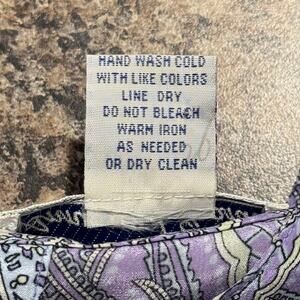 HAND WASH COLD
WITH LIKE COLORS
LINE DRY
DO NOT BLEACH
WARM IRON
AS NEEDED
OR DRY CLEAN